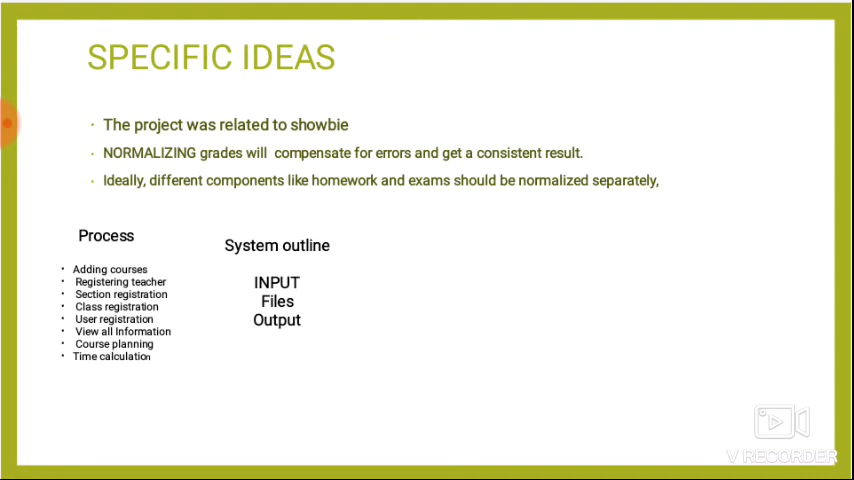 SPECIFIC IDEAS
• The project was related to showbie
• NORMALIZING grades will compensate for errors and get a consistent result.
• Ideally, different components like homework and exams should be normalized separately,
Process
• Adding courses
• Registering teacher
• Section registration
• Class registration
• User registration
• View all Information
• Course planning
• Time calculation
System outline
INPUT
Files
Output
V RECORDER